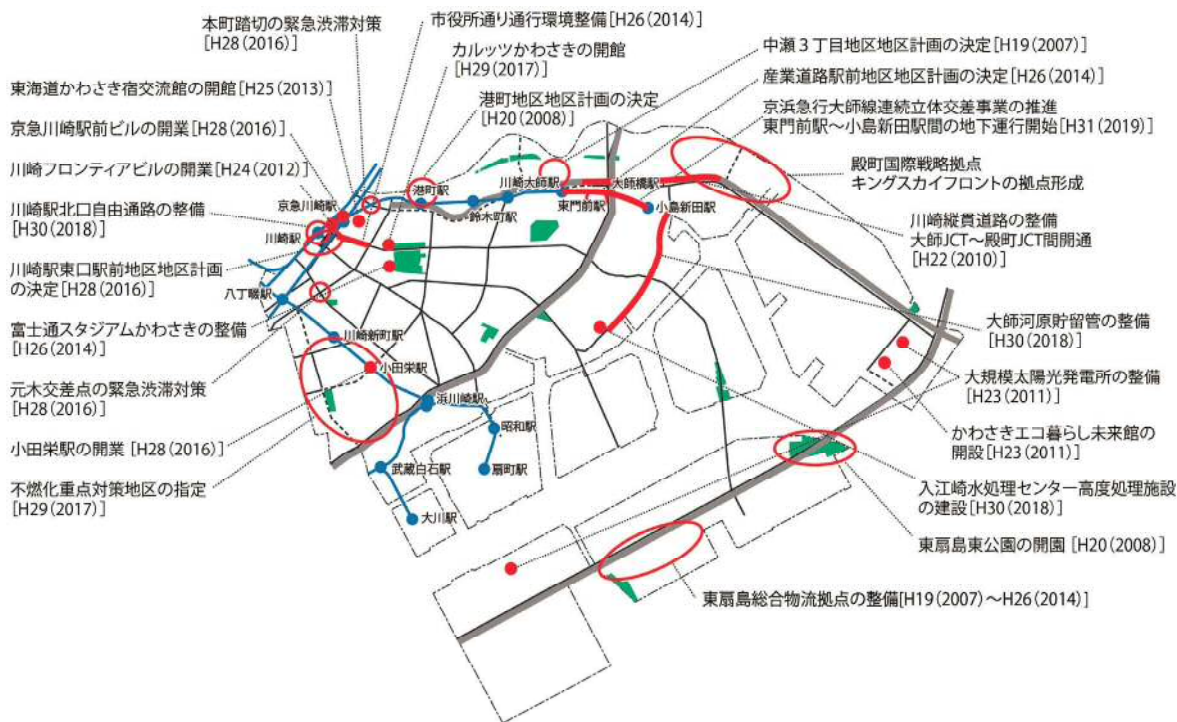 本町踏切の緊急渋滞対策
[H28(2016)]
市役所通り通行環境整備[H26(2014)]
カルッツかわさきの開館
[H29(2017)]
港町地区地区計画の決定
[H20(2008)]
東海道かわさき宿交流館の開館[H25(2013)]
京急川崎駅前ビルの開業[H28(2016)]
川崎フロンティアビルの開業[H24(2012)]
川崎駅北口自由通路の整備
[H30(2018)]
川崎駅東口駅前地区地区計画
の決定[H28(2016)]
富士通スタジアムかわさきの整備
[H26(2014)]
元木交差点の緊急渋滞対策
[H28(2016)]
小田栄駅の開業[H28(2016)]
不燃化重点対策地区の指定
[H29(2017)]
中瀬3丁目地区地区計画の決定[H19(2007)]
産業道路駅前地区地区計画の決定[H26(2014)]
京浜急行大師線連続立体交差事業の推進
東門前駅〜小島新田駅間の地下運行開始[H31(2019)]
殿町国際戦略拠点
キングスカイフロントの拠点形成
川崎縦貫道路の整備
大師JCT〜殿町JCT間開通
[H22(2010)]
大師河原貯留管の整備
[H30(2018)]
大規模太陽光発電所の整備
[H23(2011)]
かわさきエコ暮らし未来館の
開設[H23(2011)]
入江崎水処理センター高度処理施設
の建設[H30(2018)]
東扇島東公園の開園[H20(2008)]
東扇島総合物流拠点の整備[H19(2007)〜H26(2014)]
京急川崎駅
川崎駅
港町駅
鈴木町駅
川崎大師駅
東門前駅
大師橋駅
小島新田駅
八丁畷駅
川崎新町駅
小田栄駅
浜川崎駅
昭和駅
扇町駅
武蔵白石駅
大川駅